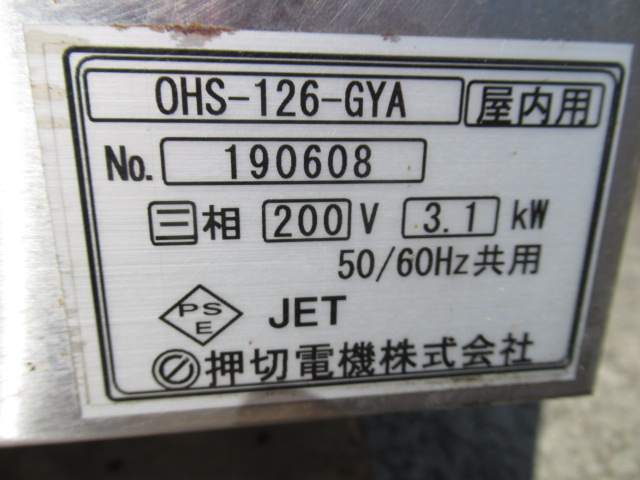 OHS-126-GYA 屋内用
No. 190608
三相 200 V 3.1 kW
50/60Hz共用
PSE JET
押切電機株式会社